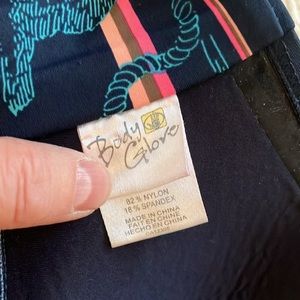 Body
Glove
82% NYLON
18% SPANDEX
MADE IN CHINA
FAIT EN CHINE
HECHO EN CHINA